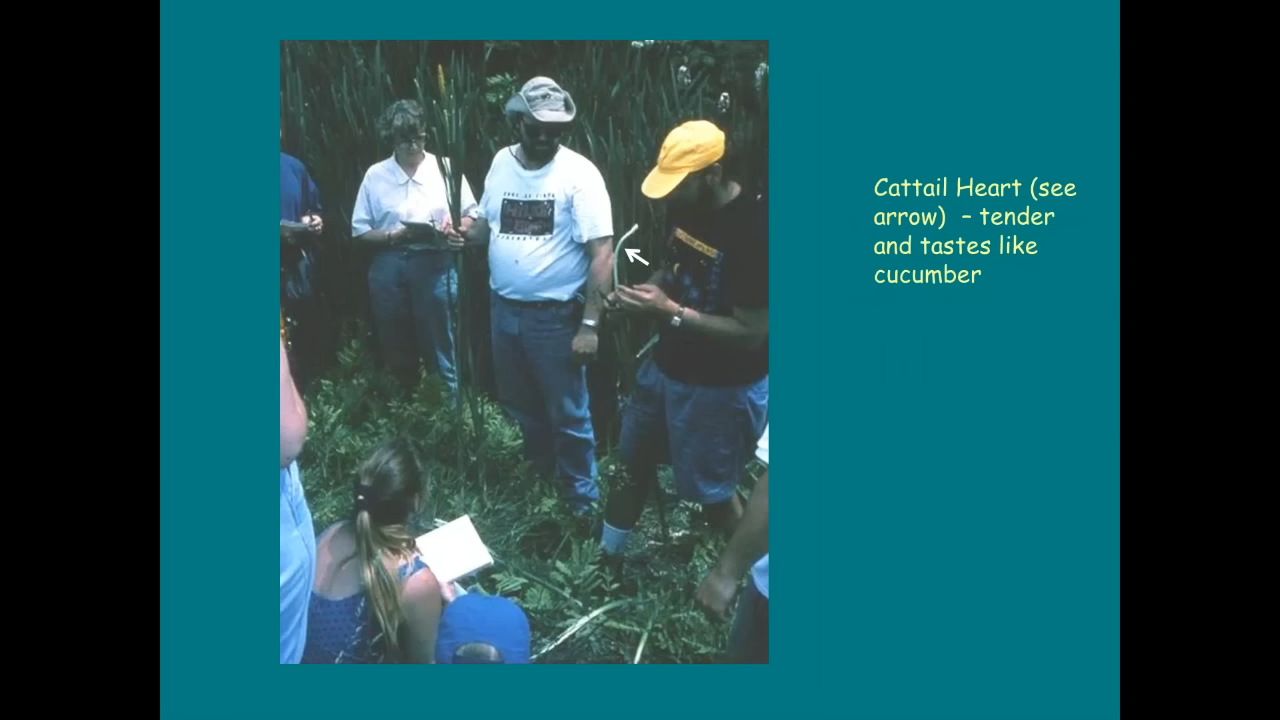 Cattail Heart (see
arrow)  – tender
and tastes like
cucumber